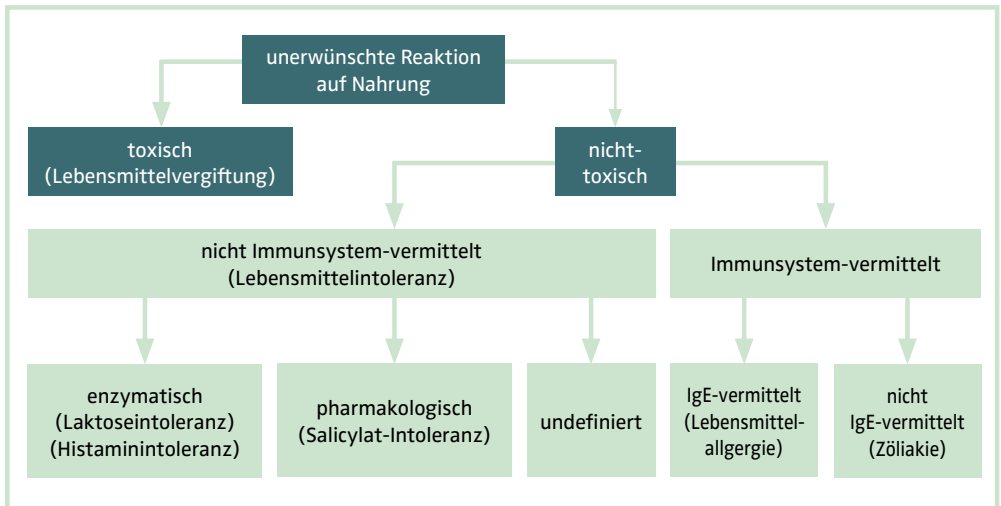 unerwünschte Reaktion
auf Nahrung
toxisch
(Lebensmittelvergiftung)
nicht-
toxisch
nicht Immunsystem-vermittelt
(Lebensmittelintoleranz)
Immunsystem-vermittelt
enzymatisch
(Laktoseintoleranz)
(Histaminintoleranz)
pharmakologisch
(Salicylat-Intoleranz)
undefiniert
IgE-vermittelt
(Lebensmittel-
allergie)
nicht
IgE-vermittelt
(Zöliakie)